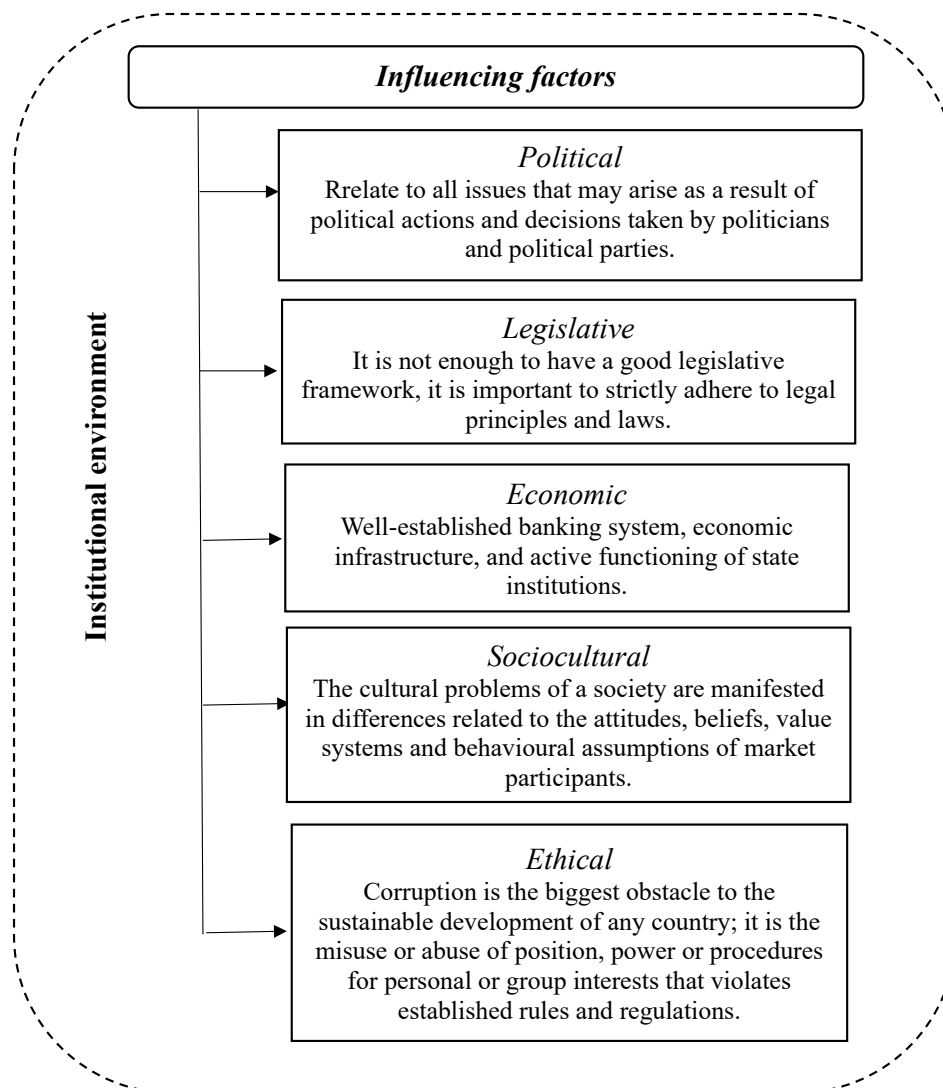 Influencing factors
Political
Rrelate to all issues that may arise as a result of
political actions and decisions taken by politicians
and political parties.
Legislative
It is not enough to have a good legislative
framework, it is important to strictly adhere to legal
principles and laws.
Institutional environment
Economic
Well-established banking system, economic
infrastructure, and active functioning of state
institutions.
Sociocultural
The cultural problems of a society are manifested
in differences related to the attitudes, beliefs, value
systems and behavioural assumptions of market
participants.
Ethical
Corruption is the biggest obstacle to the
sustainable development of any country; it is the
misuse or abuse of position, power or procedures
for personal or group interests that violates
established rules and regulations.